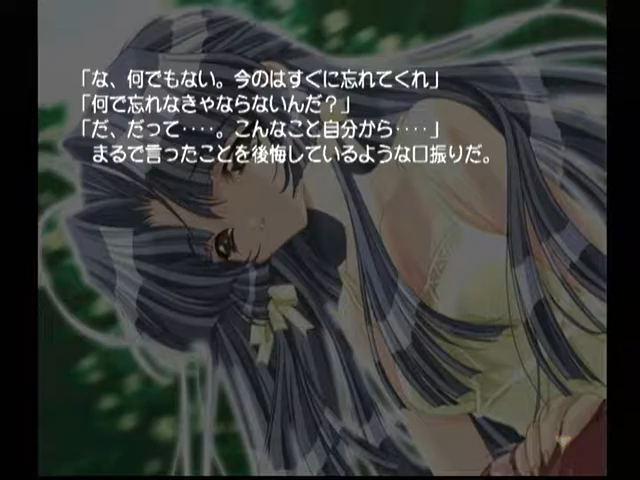 「な、何でもない。今のはすぐに忘れてくれ」
「何で忘れなきゃならないんだ？」
「だ、だって‥‥。こんなこと自分から‥‥」
まるで言ったことを後悔しているような口振りだ。